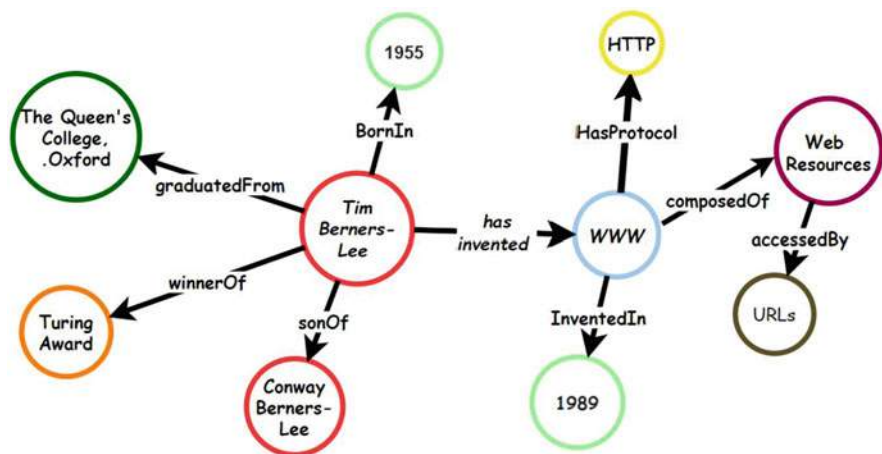 1955
HTTP
The Queen's
College,
.Oxford
BornIn
HasProtocol
Web
Resources
graduatedFrom
Tim
Berners-
Lee
has
invented
WWW
composedOf
accessedBy
winnerOf
sonOf
InventedIn
URLs
Turing
Award
Conway
Berners-
Lee
1989